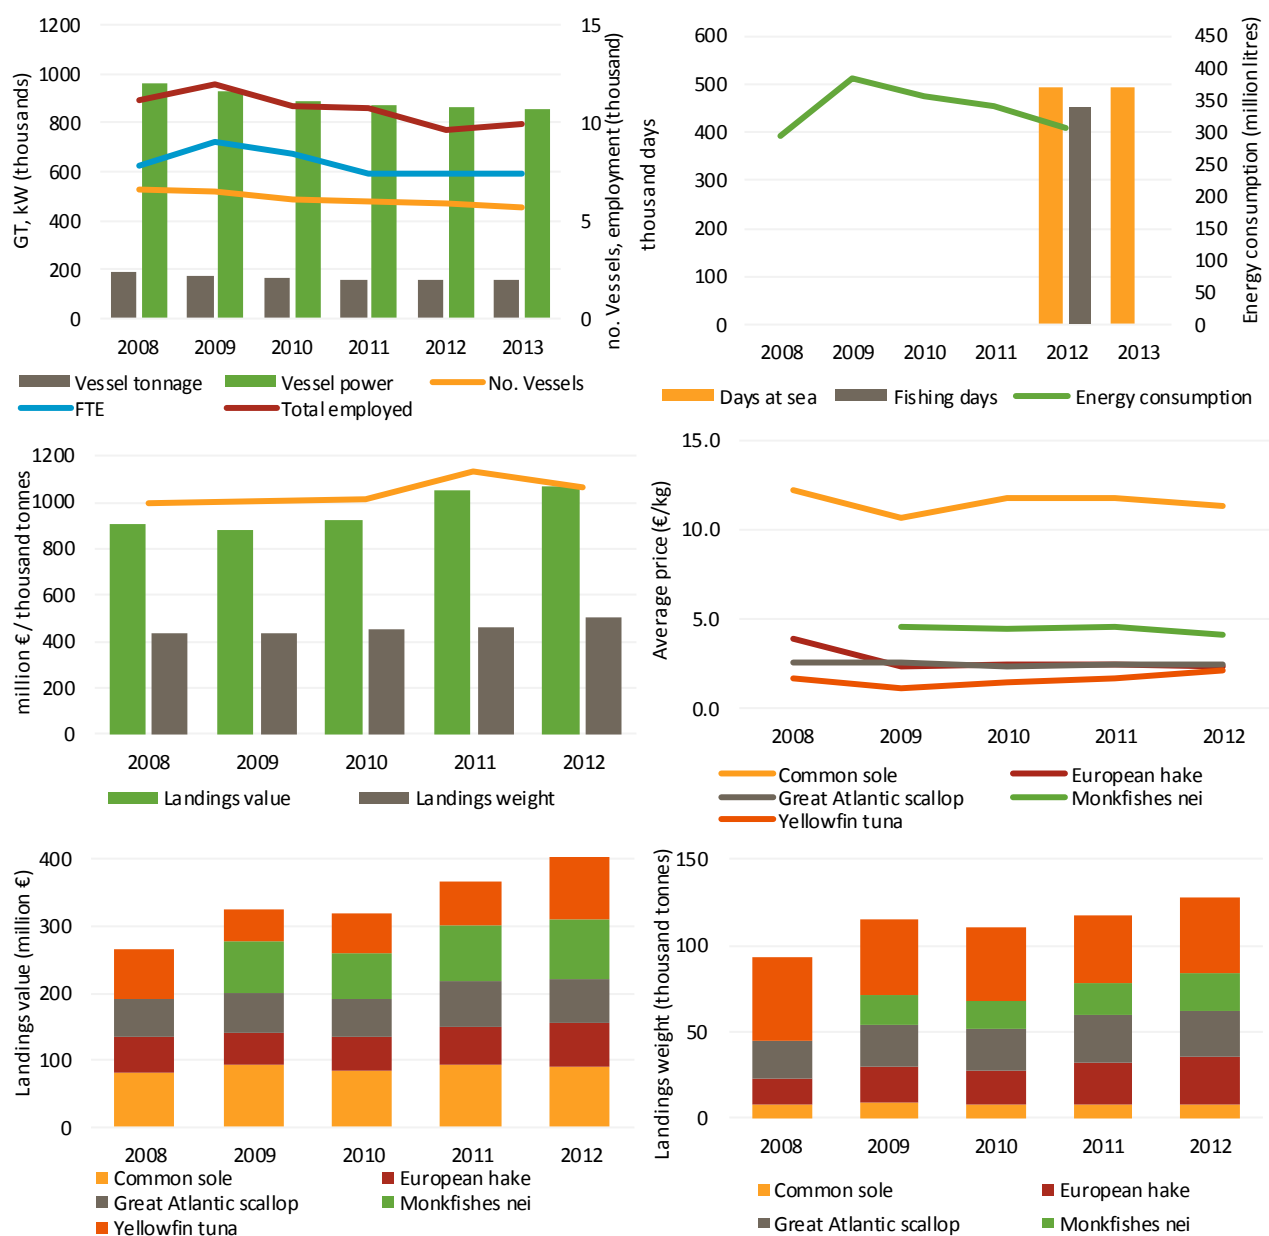 1200
1000
800
600
400
200
0
GT, kW (thousands)
15
10
5
0
no. Vessels, employment (thousand)
2008 2009 2010 2011 2012 2013
Vessel tonnage Vessel power No. Vessels
FTE Total employed
600
500
400
300
200
100
0
thousand days
450
400
350
300
250
200
150
100
50
0
Energy consumption (million litres)
2008 2009 2010 2011 2012 2013
Days at sea Fishing days Energy consumption
1200
1000
800
600
400
200
0
million € / thousand tonnes
2008 2009 2010 2011 2012
Landings value Landings weight
15.0
10.0
5.0
0.0
Average price (€/kg)
2008 2009 2010 2011 2012
Common sole European hake
Great Atlantic scallop Monkfishes nei
Yellowfin tuna
400
300
200
100
0
Landings value (million €)
2008 2009 2010 2011 2012
Common sole European hake
Great Atlantic scallop Monkfishes nei
Yellowfin tuna
150
100
50
0
Landings weight (thousand tonnes)
2008 2009 2010 2011 2012
Common sole European hake
Great Atlantic scallop Monkfishes nei